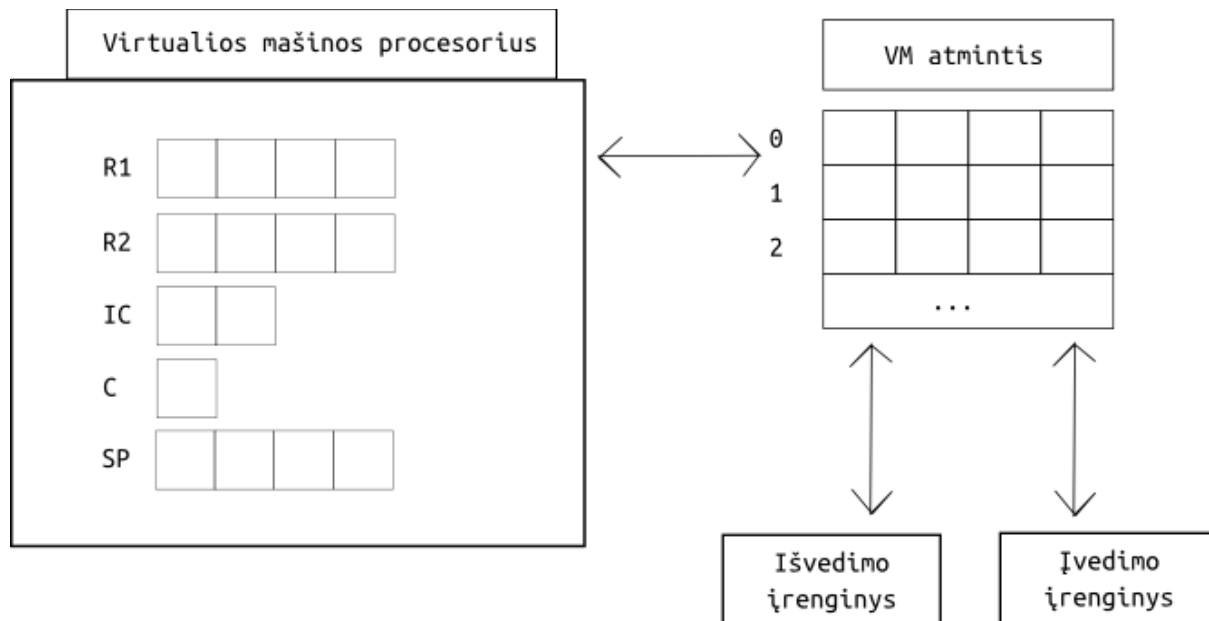 Virtualios mašinos procesorius
R1
R2
IC
C
SP
VM atmintis
0
1
2
...
Išvedimo
įrenginys
Įvedimo
įrenginys